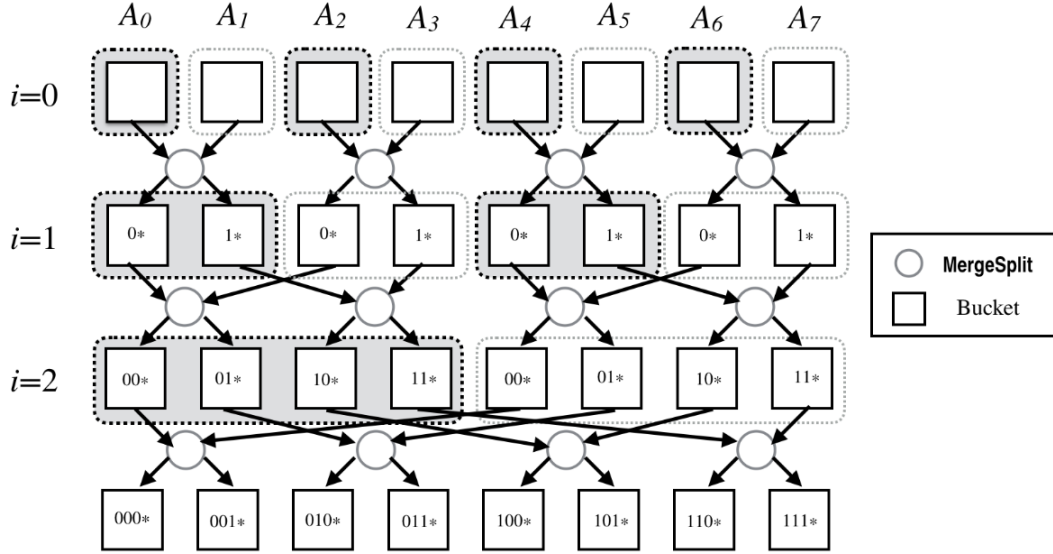 A0 A1 A2 A3 A4 A5 A6 A7
i=0
i=1 0* 1* 0* 1* 0* 1* 0* 1*
MergeSplit
Bucket
i=2 00* 01* 10* 11* 00* 01* 10* 11*
000* 001* 010* 011* 100* 101* 110* 111*